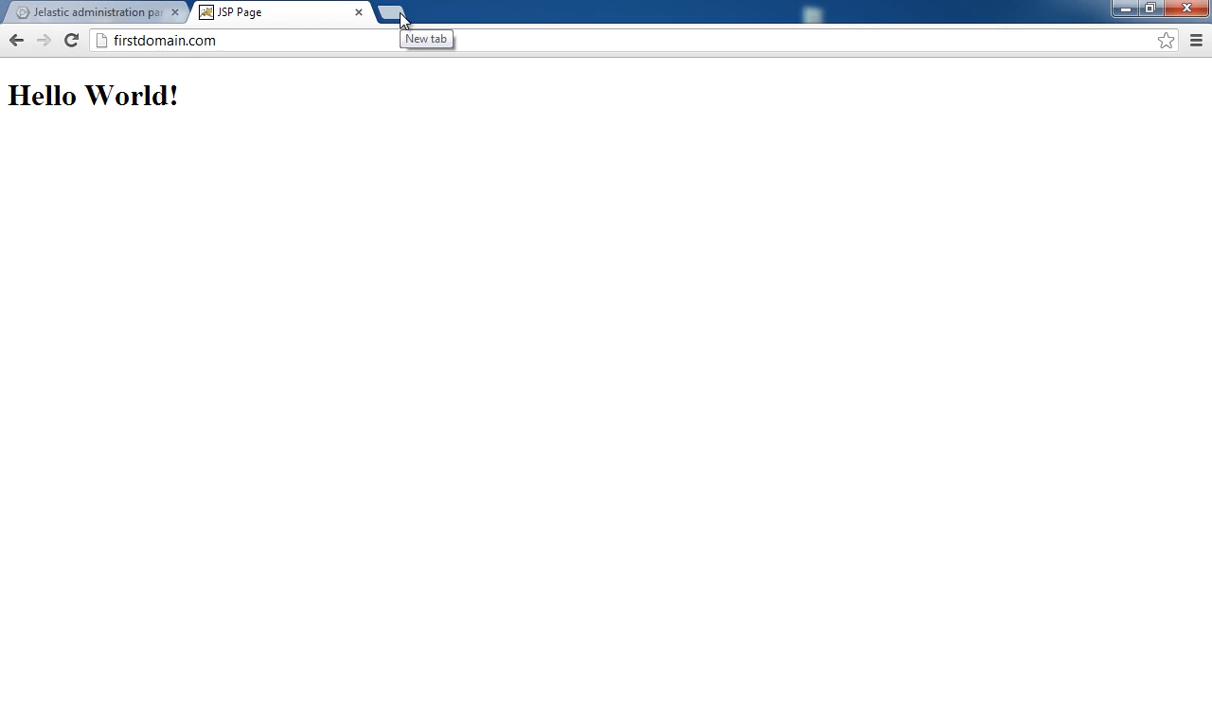 Jelastic administration pa
JSP Page
New tab
firstdomain.com
Hello World!